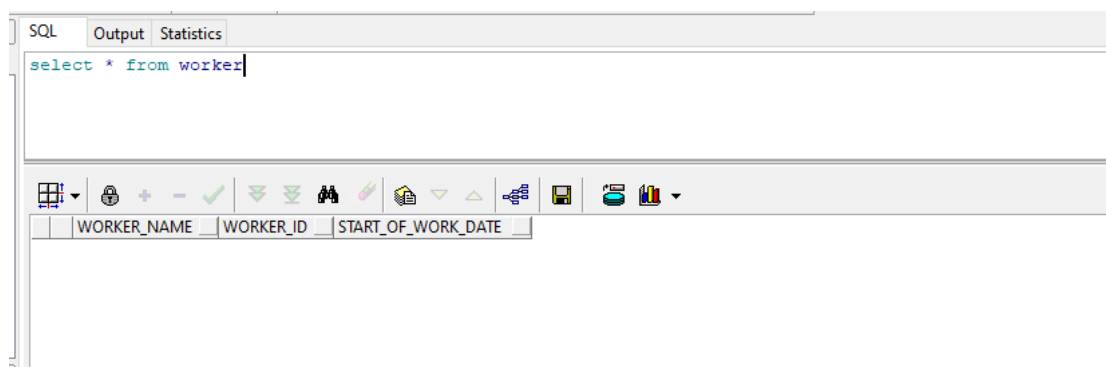 SQL Output Statistics
select * from worker
WORKER_NAME WORKER_ID START_OF_WORK_DATE